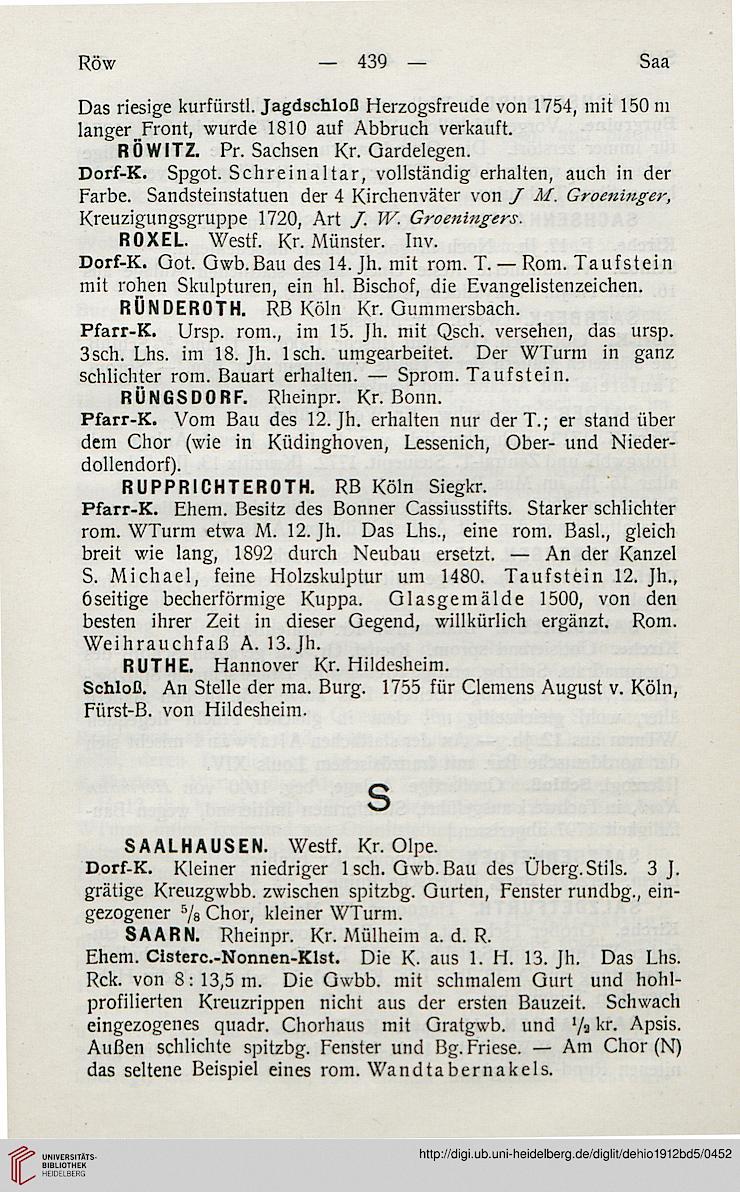 Röw — 439 — Saa
Das riesige kurfürstl. Jagdschloß Herzogsfreude von 1754, mit 150 m
langer Front, wurde 1810 auf Abbruch verkauft.
RÖWITZ. Pr. Sachsen Kr. Gardelegen.
Dorf-K. Spgot. Schreinaltar, vollständig erhalten, auch in der
Farbe. Sandsteinstatuen der 4 Kirchenväter von J M. Groeninger,
Kreuzigungsgruppe 1720, Art J. W. Groeningers.
ROXEL. Westf. Kr. Münster. Inv.
Dorf-K. Got. Gwb. Bau des 14. Jh. mit rom. T. — Rom. Taufstein
mit rohen Skulpturen, ein hl. Bischof, die Evangelistenzeichen.
RÜNDEROTH. RB Köln Kr. Gummersbach.
Pfarr-K. Ursp. rom., im 15. Jh. mit Qsch. versehen, das ursp.
3sch. Lhs. im 18. Jh. 1sch. umgearbeitet. Der WTurm in ganz
schlichter rom. Bauart erhalten. — Sprom. Taufstein.
RÜNGSDORF. Rheinpr. Kr. Bonn.
Pfarr-K. Vom Bau des 12. Jh. erhalten nur der T.; er stand über
dem Chor (wie in Küdinghoven, Lessenich, Ober- und Nieder-
dollendorf).
RUPPRICHTEROTH. RB Köln Siegkr.
Pfarr-K. Ehem. Besitz des Bonner Cassiusstifts. Starker schlichter
rom. WTurm etwa M. 12. Jh. Das Lhs., eine rom. Basl., gleich
breit wie lang, 1892 durch Neubau ersetzt. — An der Kanzel
S. Michael, feine Holzskulptur um 1480. Taufstein 12. Jh.,
6seitige becherförmige Kuppa. Glasgemälde 1500, von den
besten ihrer Zeit in dieser Gegend, willkürlich ergänzt. Rom.
Weihrauchfaß A. 13. Jh.
RUTHE. Hannover Kr. Hildesheim.
Schloß. An Stelle der ma. Burg. 1755 für Clemens August v. Köln,
Fürst-B. von Hildesheim.
S
SAALHAUSEN. Westf. Kr. Olpe.
Dorf-K. Kleiner niedriger 1sch. Gwb. Bau des Überg. Stils. 3 J.
grätige Kreuzgwbb. zwischen spitzbg. Gurten, Fenster rundbg., ein-
gezogener 5/8 Chor, kleiner WTurm.
SAARN. Rheinpr. Kr. Mülheim a. d. R.
Ehem. Cisterc.-Nonnen-Klst. Die K. aus 1. H. 13. Jh. Das Lhs.
Rck. von 8 : 13,5 m. Die Gwbb. mit schmalem Gurt und hohl-
profilierten Kreuzrippen nicht aus der ersten Bauzeit. Schwach
eingezogenes quadr. Chorhaus mit Gratgwb. und 1/2 kr. Apsis.
Außen schlichte spitzbg. Fenster und Bg. Friese. — Am Chor (N)
das seltene Beispiel eines rom. Wandtabernakels.
UNIVERSITÄTS-
BIBLIOTHEK
HEIDELBERG
http://digi.ub.uni-heidelberg.de/diglit/dehio1912bd5/0452